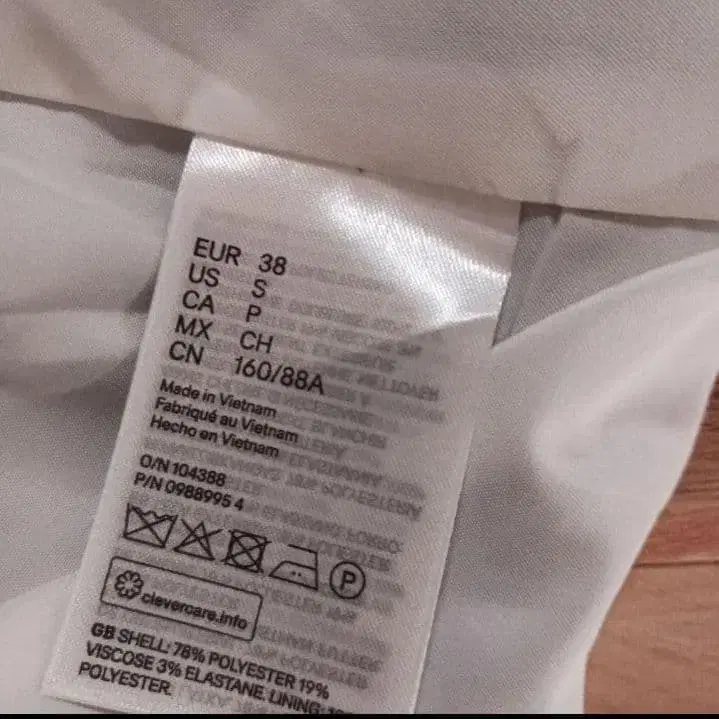 EUR 38
US S
CA P
MX CH
CN 160/88A
Made in Vietnam
Fabriqué au Vietnam
Hecho en Vietnam
O/N 104388
P/N 0988995 4
P
clevercare.info
GB SHELL: 78% POLYESTER 19%
VISCOSE 3% ELASTANE. LINING:
POLYESTER.